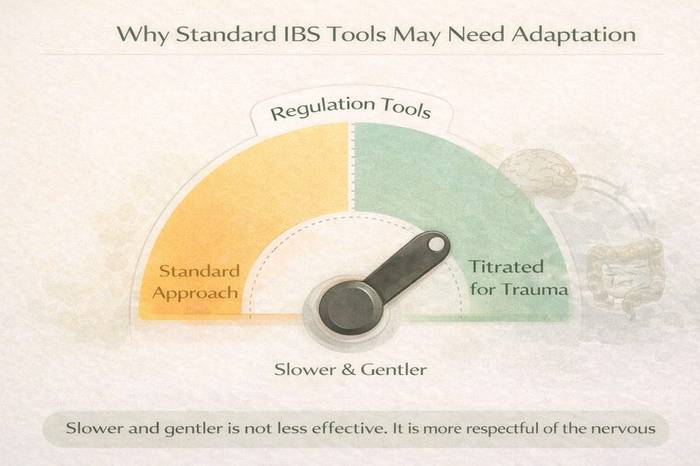 Why Standard IBS Tools May Need Adaptation
Regulation Tools
Standard
Approach
Titrated
for Trauma
Slower & Gentler
Slower and gentler is not less effective. It is more respectful of the nervous